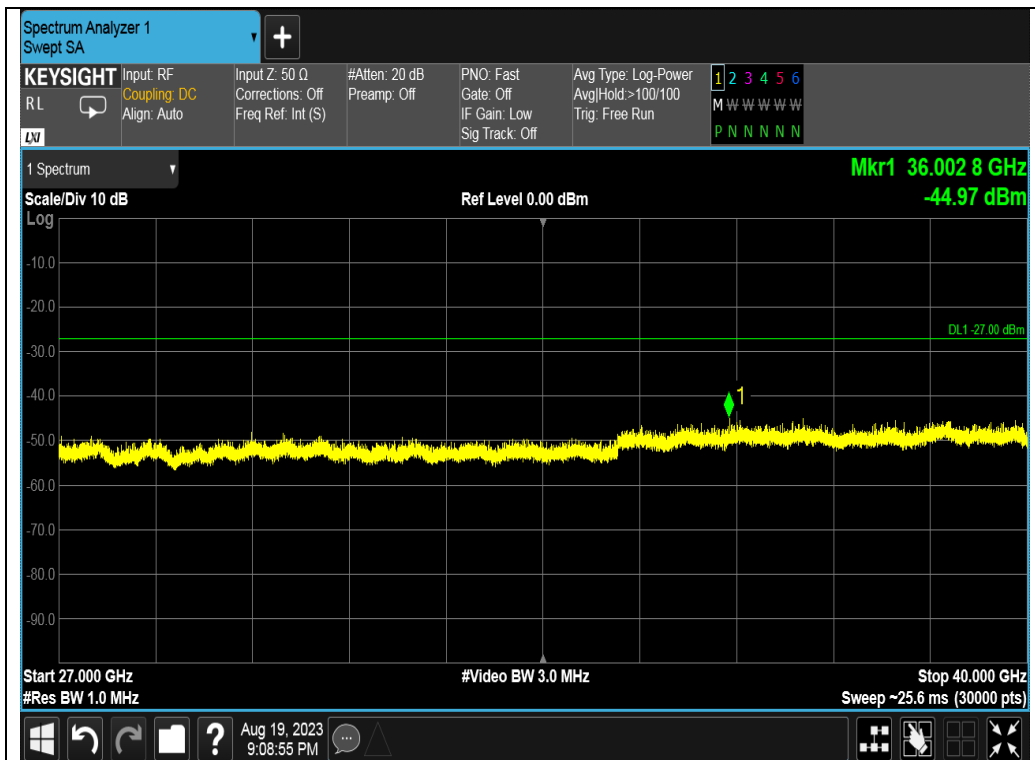 Spectrum Analyzer 1
Swept SA
KEYSIGHT
RL
LXI
Input: RF
Coupling: DC
Align: Auto
Input Z: 50 Ω
Corrections: Off
Freq Ref: Int (S)
#Atten: 20 dB
Preamp: Off
PNO: Fast
Gate: Off
IF Gain: Low
Sig Track: Off
Avg Type: Log-Power
Avg|Hold:>100/100
Trig: Free Run
1 2 3 4 5 6
M W W W W W
P N N N N N
1 Spectrum
Mkr1 36.002 8 GHz
Scale/Div 10 dB
Ref Level 0.00 dBm
-44.97 dBm
Log
-10.0
-20.0
DL1 -27.00 dBm
-30.0
-40.0
1
-50.0
-60.0
-70.0
-80.0
-90.0
Start 27.000 GHz
#Video BW 3.0 MHz
Stop 40.000 GHz
#Res BW 1.0 MHz
Sweep ~25.6 ms (30000 pts)
?
Aug 19, 2023
9:08:55 PM